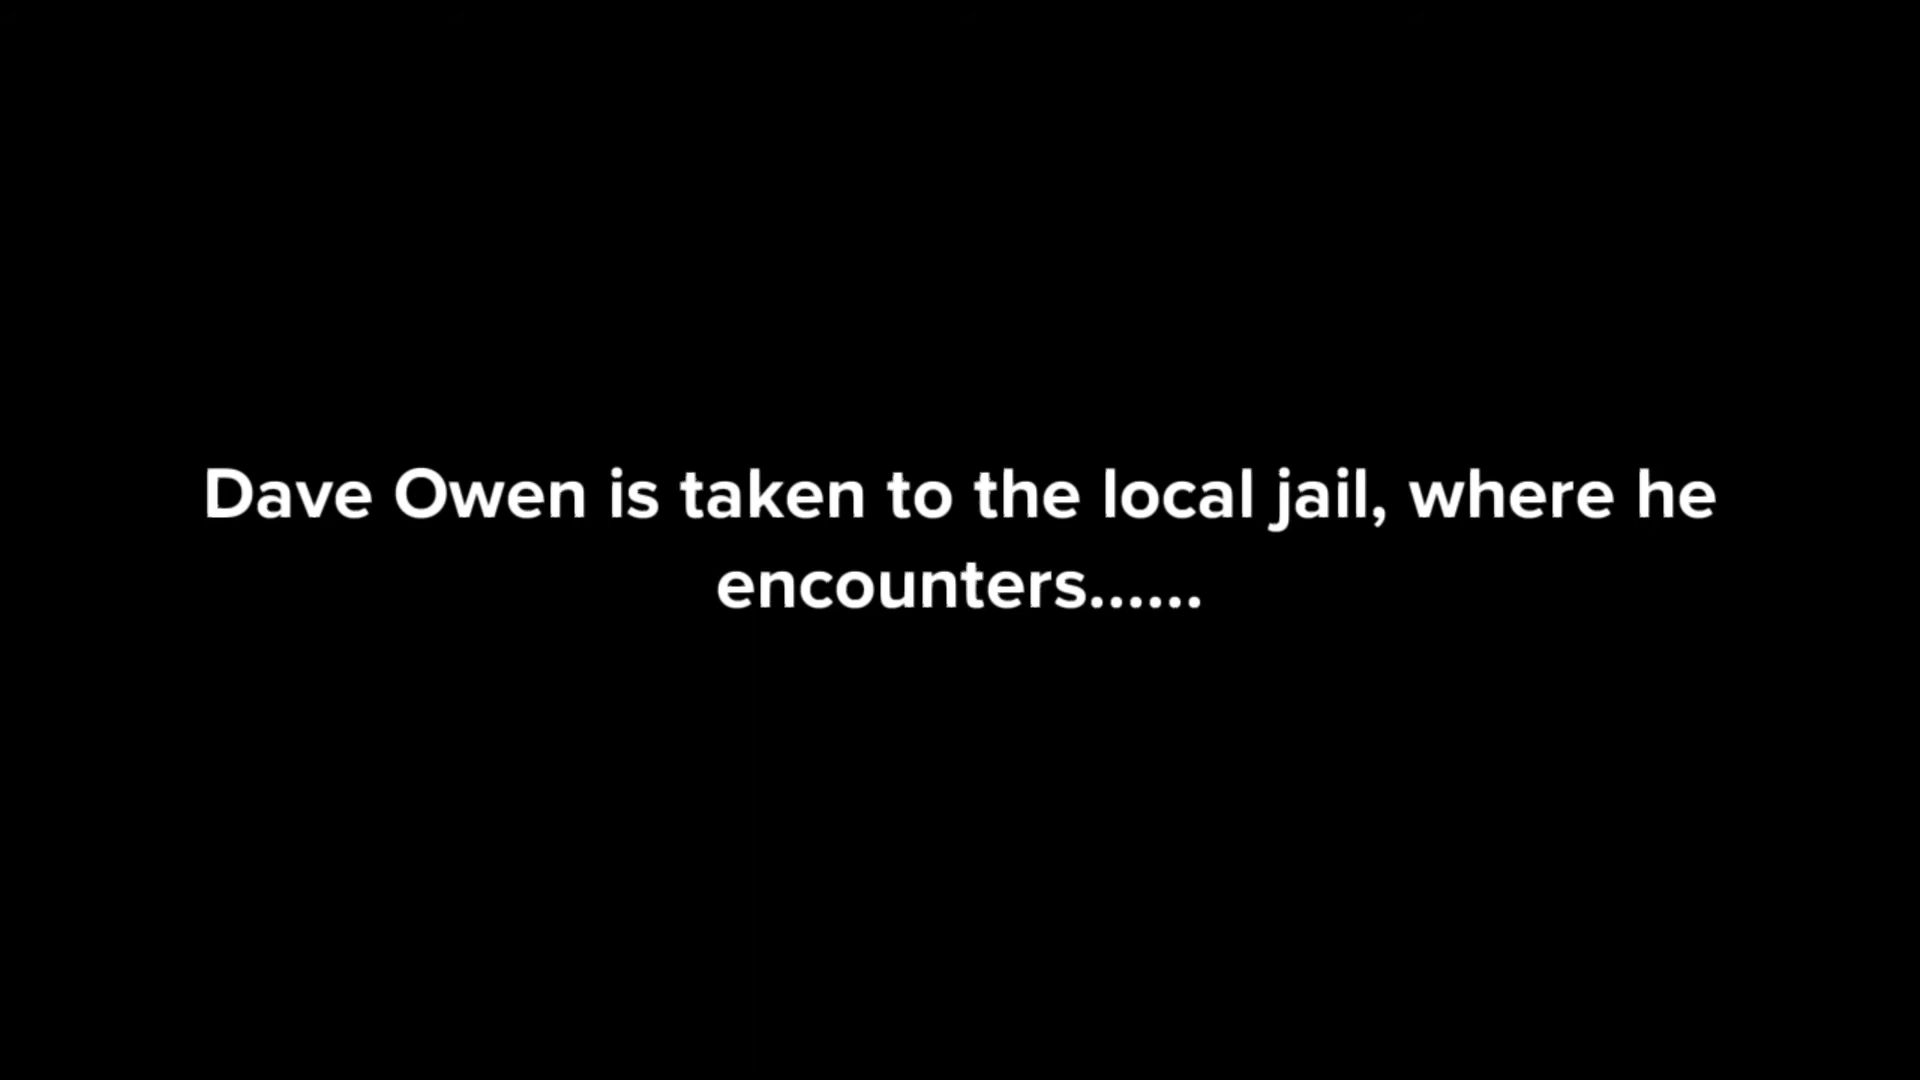 Dave Owen is taken to the local jail, where he
encounters......